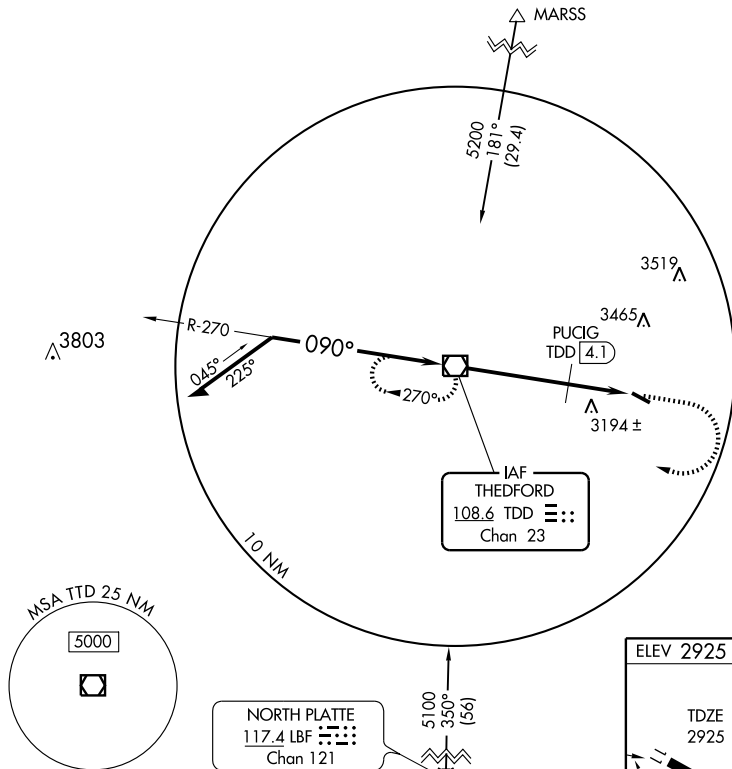 MARSS
5200
181°
(29.4)
3519
3465
3803
R-270
090°
PUCIG
TDD 4.1
045°
225°
270°
3194 ±
IAF
THEDFORD
108.6 TDD
Chan 23
10 NM
MSA TTD 25 NM
5000
5100
350°
(56)
NORTH PLATTE
117.4 LBF
Chan 121
ELEV 2925
TDZE
2925